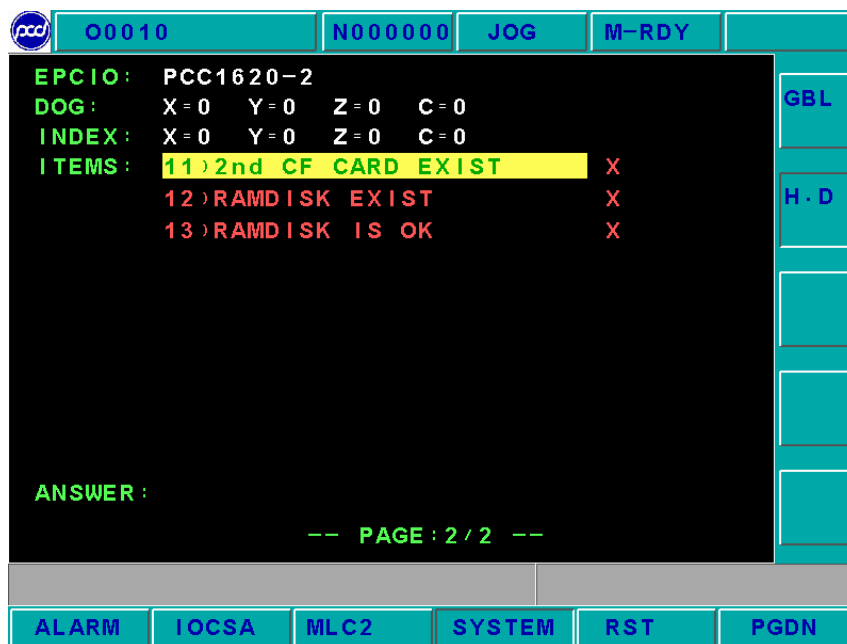 pcd O0010 N000000 JOG M-RDY
EPCIO: PCC1620-2
DOG: X=0 Y=0 Z=0 C=0
INDEX: X=0 Y=0 Z=0 C=0
ITEMS: 11)2nd CF CARD EXIST X
12)RAMDISK EXIST X
13)RAMDISK IS OK X
GBL
H.D
ANSWER:
-- PAGE:2/2 --
ALARM IOCSA MLC2 SYSTEM RST PGDN